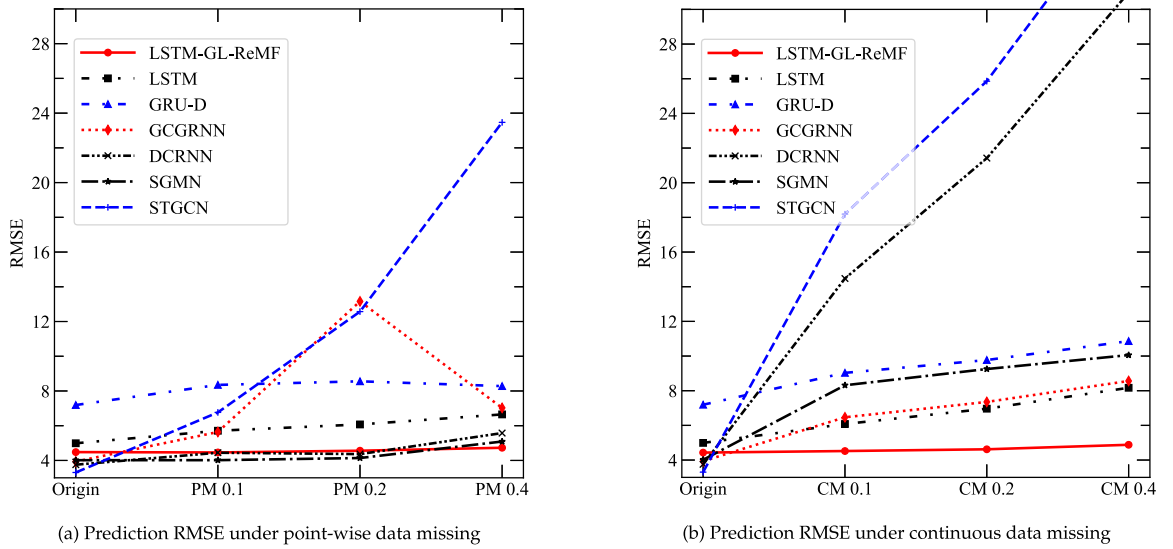 28
24
20
16
12
8
4
RMSE
LSTM-GL-ReMF
LSTM
GRU-D
GCGRNN
DCRNN
SGMN
STGCN
Origin PM 0.1 PM 0.2 PM 0.4
(a) Prediction RMSE under point-wise data missing
28
24
20
16
12
8
4
RMSE
LSTM-GL-ReMF
LSTM
GRU-D
GCGRNN
DCRNN
SGMN
STGCN
Origin CM 0.1 CM 0.2 CM 0.4
(b) Prediction RMSE under continuous data missing